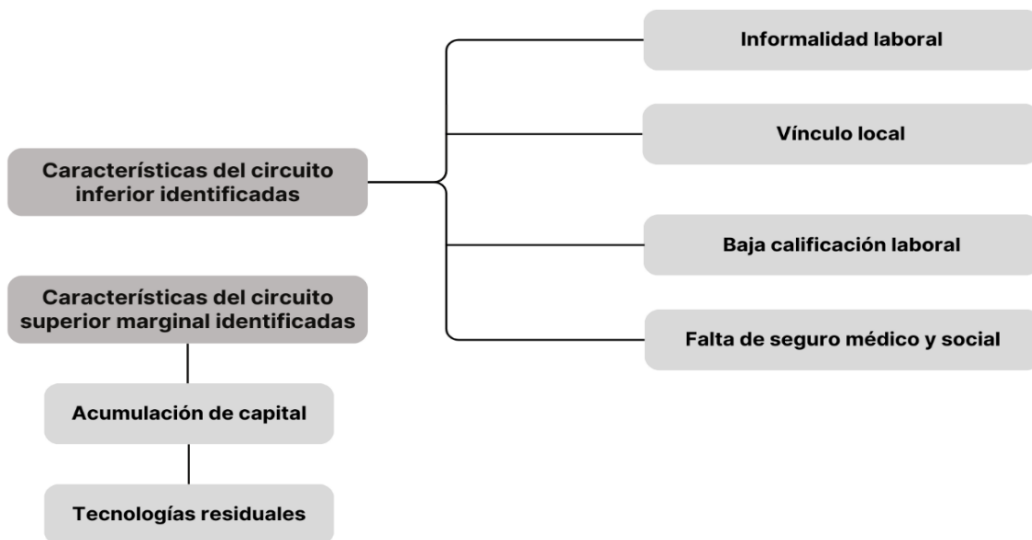 Informalidad laboral
Vínculo local
Características del circuito
inferior identificadas
Baja calificación laboral
Características del circuito
superior marginal identificadas
Falta de seguro médico y social
Acumulación de capital
Tecnologías residuales